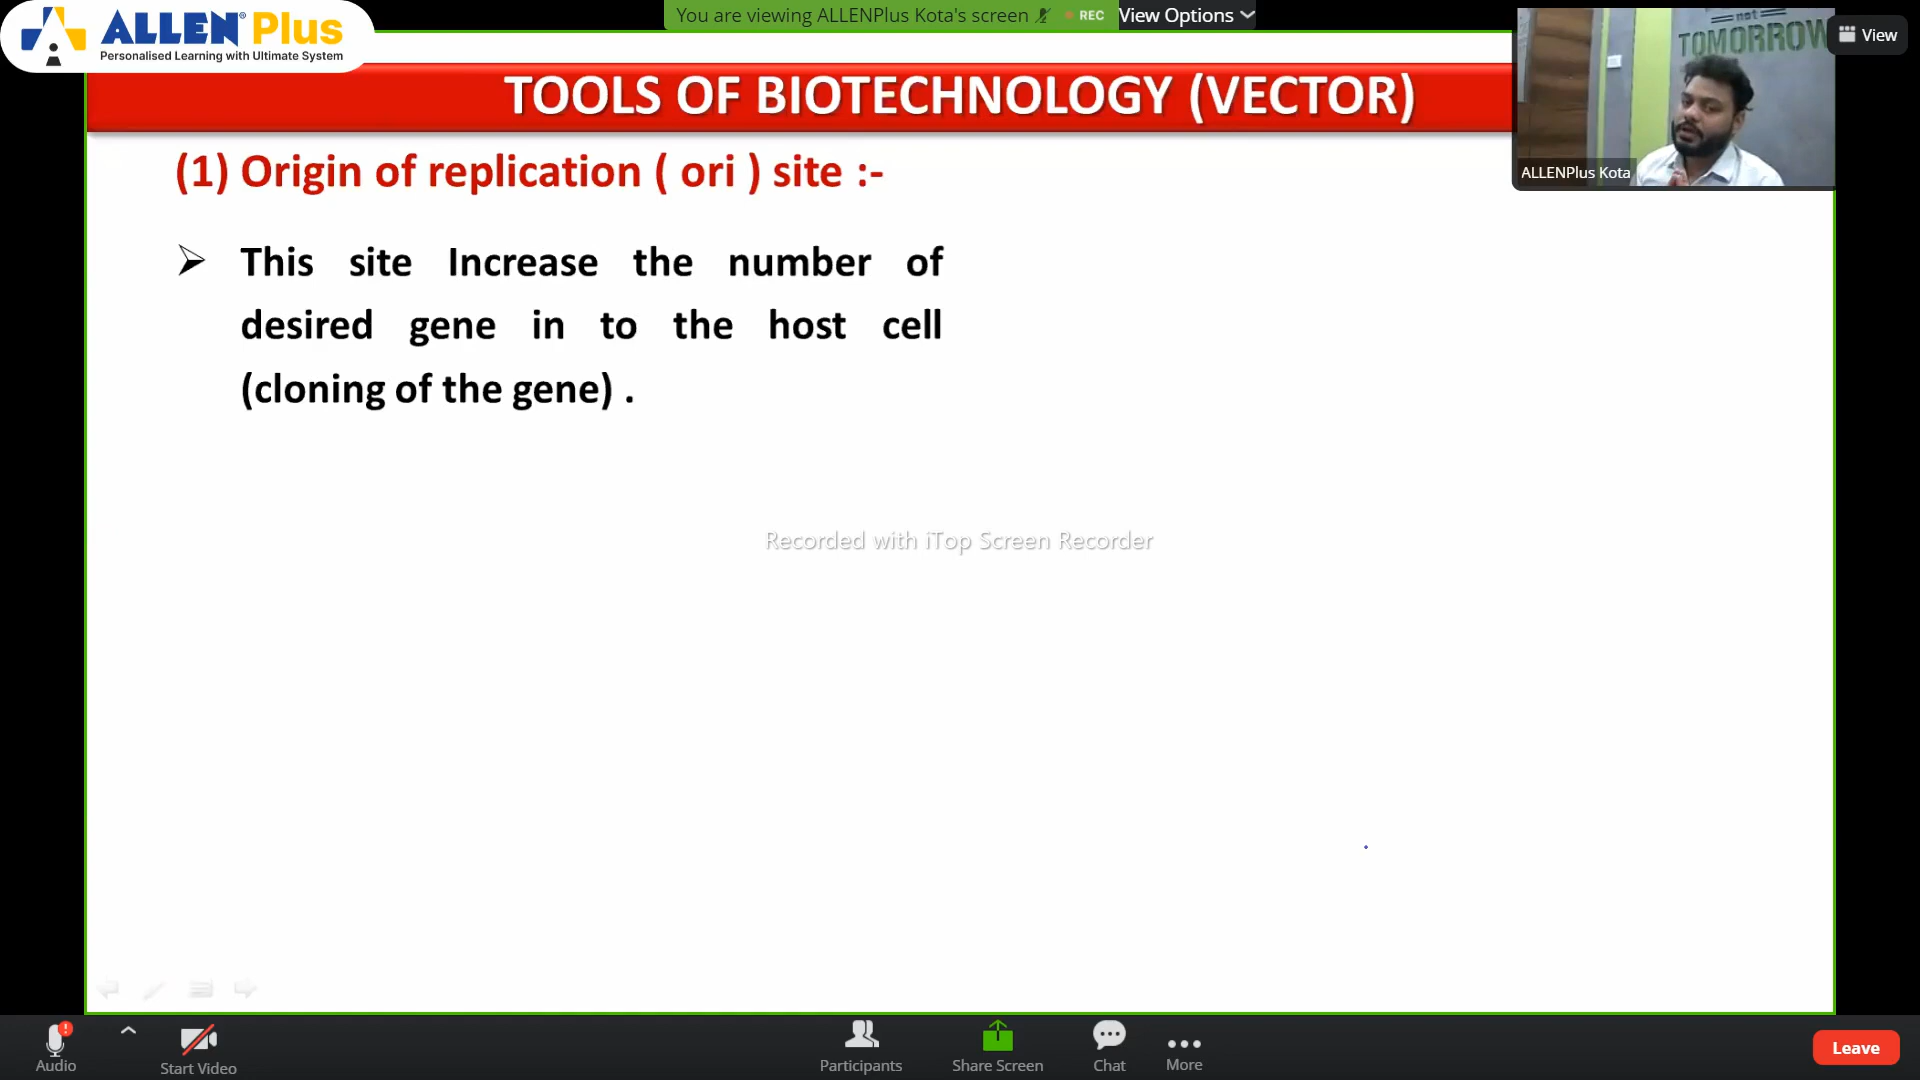 You are viewing ALLENPlus Kota's screen REC View Options
ALLEN® Plus
Personalised Learning with Ultimate System
not
TOMORROW
View
TOOLS OF BIOTECHNOLOGY (VECTOR)
ALLENPlus Kota
(1) Origin of replication ( ori ) site :-
➢ This site Increase the number of
desired gene in to the host cell
(cloning of the gene) .
Recorded with iTop Screen Recorder
Audio
Start Video
Participants
Share Screen
Chat
More
Leave